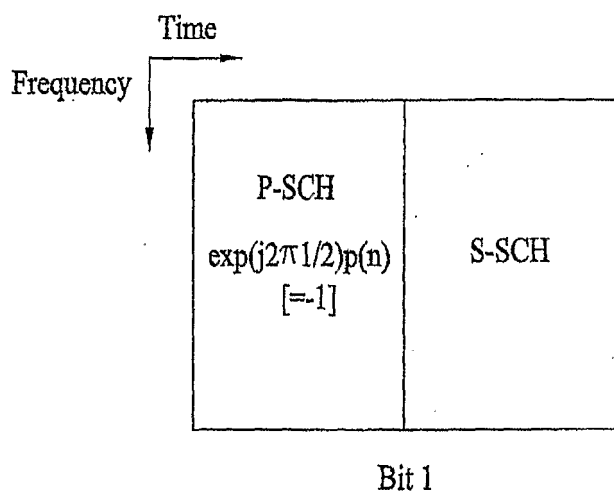 Time
Frequency
P-SCH
exp(j2π1/2)p(n)
[=-1]
S-SCH
Bit 1